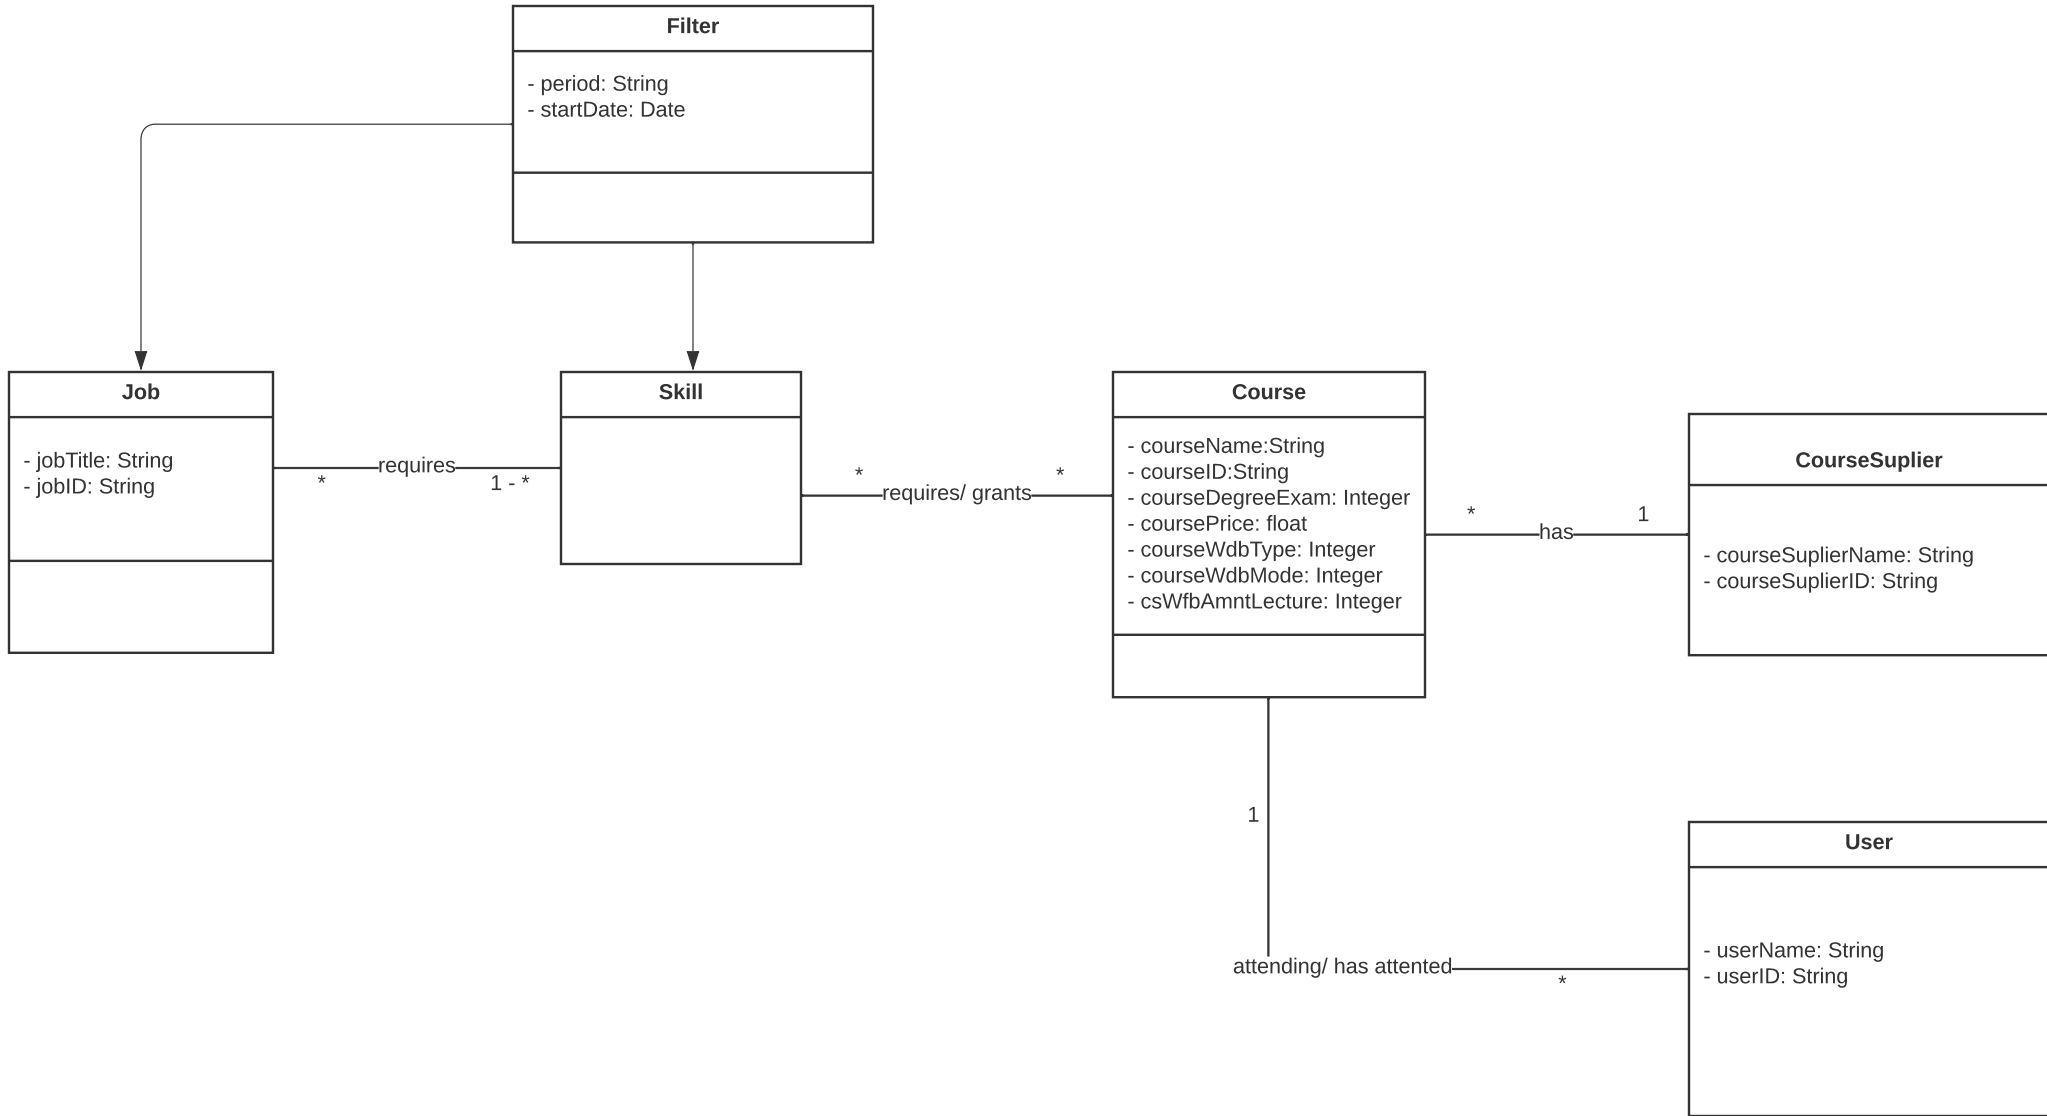 Filter
- period: String
- startDate: Date
Job
- jobTitle: String
- jobID: String
* requires 1 - *
Skill
* requires/ grants *
Course
- courseName:String
- courseID:String
- courseDegreeExam: Integer
- coursePrice: float
- courseWdbType: Integer
- courseWdbMode: Integer
- csWfbAmntLecture: Integer
* has 1
CourseSuplier
- courseSuplierName: String
- courseSuplierID: String
1
attending/ has attented
*
User
- userName: String
- userID: String